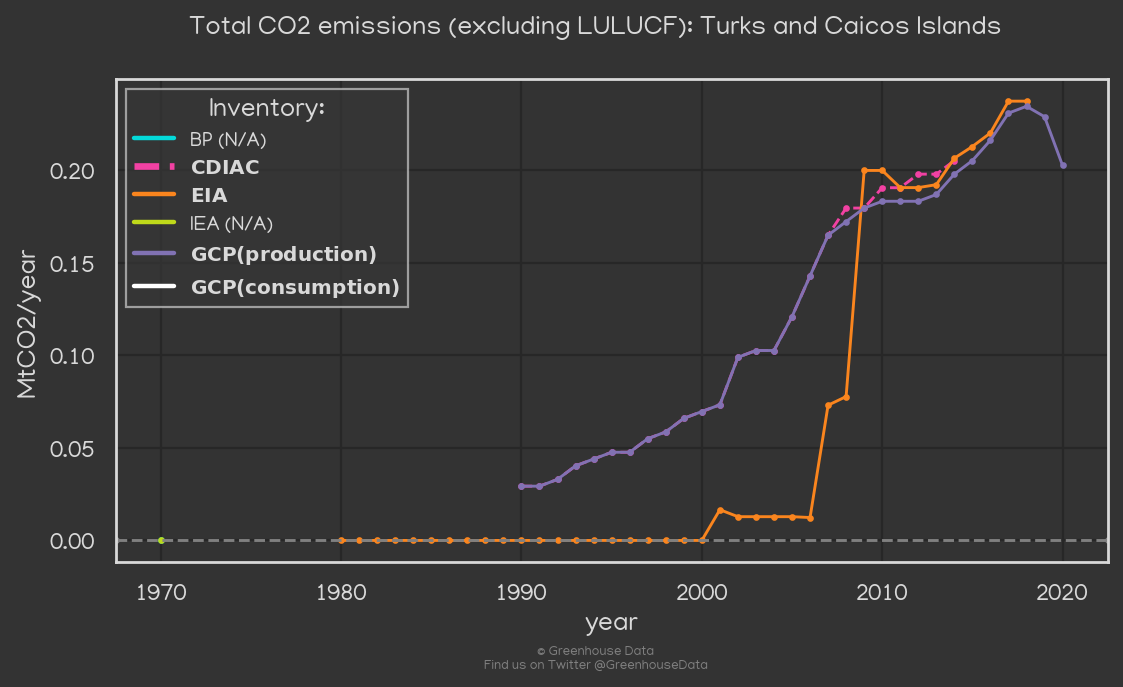 Total CO2 emissions (excluding LULUCF): Turks and Caicos Islands
Inventory:
BP (N/A)
CDIAC
EIA
IEA (N/A)
GCP(production)
GCP(consumption)
MtCO2/year
0.20
0.15
0.10
0.05
0.00
1970 1980 1990 2000 2010 2020
year
© Greenhouse Data
Find us on Twitter @GreenhouseData